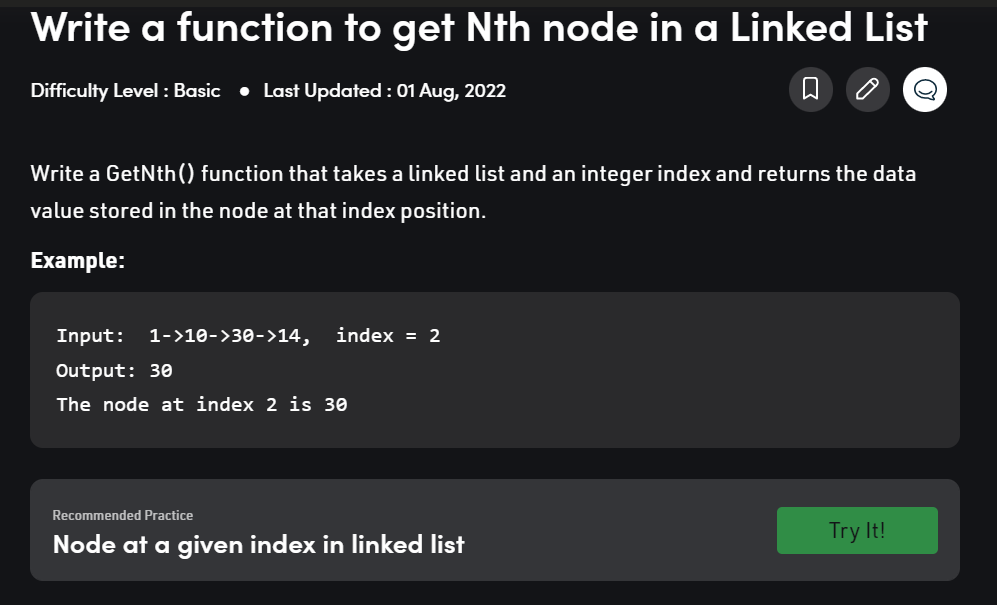 Write a function to get Nth node in a Linked List
Difficulty Level : Basic ● Last Updated : 01 Aug, 2022
Write a GetNth() function that takes a linked list and an integer index and returns the data
value stored in the node at that index position.
Example:
Input:  1->10->30->14,  index = 2
Output: 30
The node at index 2 is 30
Recommended Practice
Node at a given index in linked list
Try It!